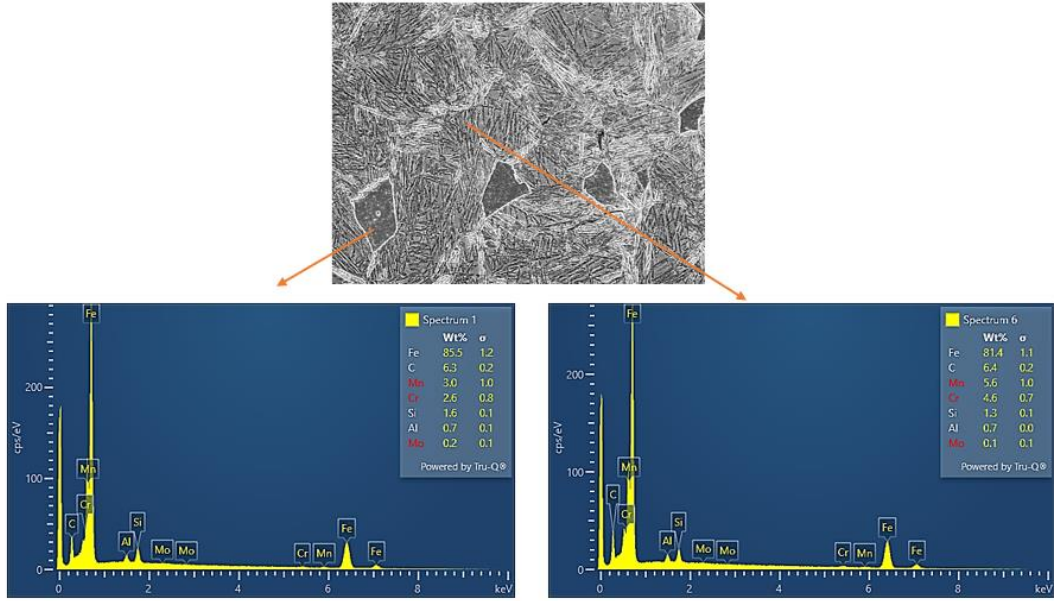 Fe
Spectrum 1
Wt% σ
Fe 85.5 1.2
C 6.3 0.2
Mn 3.0 1.0
Cr 2.6 0.8
Si 1.6 0.1
Al 0.7 0.1
Mo 0.2 0.1
Powered by Tru-Q®
200
cps/eV
100
Mn
Cr
C
Al
Si
Mo
Mo
Cr
Mn
Fe
Fe
0
0
2
4
6
8
keV
Fe
Spectrum 6
Wt% σ
Fe 81.4 1.1
C 6.4 0.2
Mn 5.6 1.0
Cr 4.6 0.7
Si 1.3 0.1
Al 0.7 0.0
Mo 0.1 0.1
Powered by Tru-Q®
200
cps/eV
100
Mn
C
Cr
Al
Si
Mo
Mo
Cr
Mn
Fe
Fe
0
0
2
4
6
8
keV